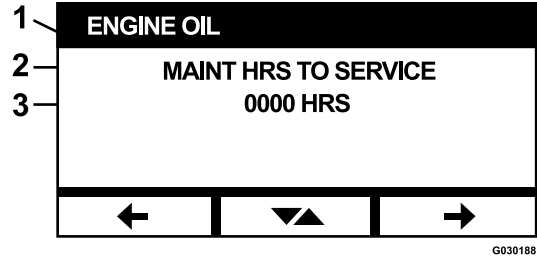 1 ENGINE OIL
2 MAINT HRS TO SERVICE
3 0000 HRS
G030188